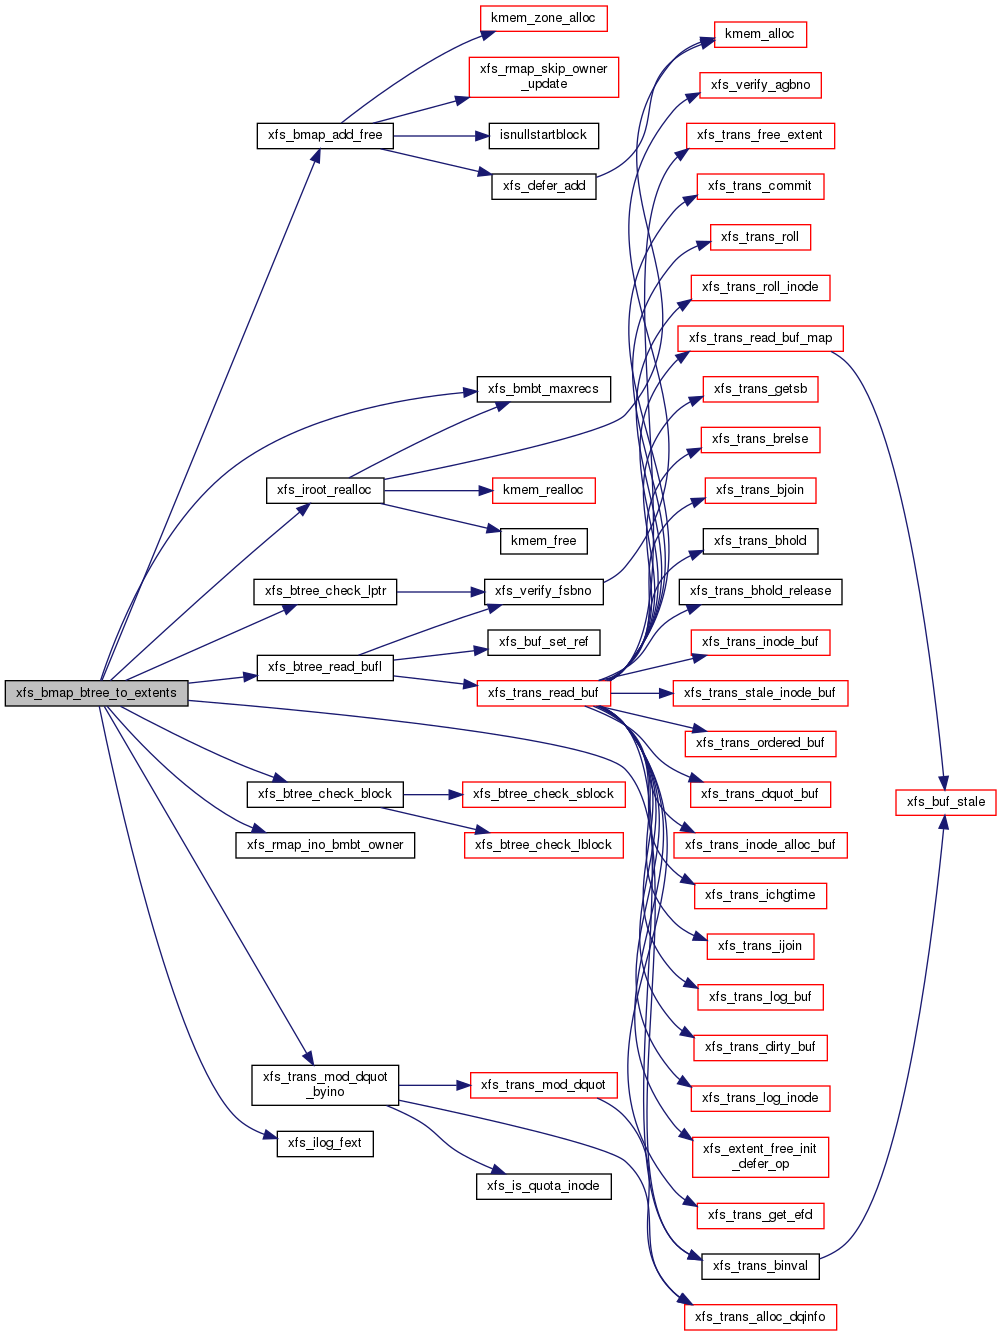 kmem_zone_alloc
kmem_alloc
xfs_rmap_skip_owner
_update
xfs_verify_agbno
xfs_bmap_add_free
isnullstartblock
xfs_trans_free_extent
xfs_defer_add
xfs_trans_commit
xfs_trans_roll
xfs_trans_roll_inode
xfs_trans_read_buf_map
xfs_bmbt_maxrecs
xfs_trans_getsb
xfs_trans_brelse
xfs_iroot_realloc
kmem_realloc
xfs_trans_bjoin
kmem_free
xfs_trans_bhold
xfs_btree_check_lptr
xfs_verify_fsbno
xfs_trans_bhold_release
xfs_buf_set_ref
xfs_trans_inode_buf
xfs_btree_read_bufl
xfs_bmap_btree_to_extents
xfs_trans_read_buf
xfs_trans_stale_inode_buf
xfs_trans_ordered_buf
xfs_btree_check_block
xfs_btree_check_sblock
xfs_trans_dquot_buf
xfs_buf_stale
xfs_rmap_ino_bmbt_owner
xfs_btree_check_lblock
xfs_trans_inode_alloc_buf
xfs_trans_ichgtime
xfs_trans_ijoin
xfs_trans_log_buf
xfs_trans_dirty_buf
xfs_trans_mod_dquot
_byino
xfs_trans_mod_dquot
xfs_trans_log_inode
xfs_ilog_fext
xfs_extent_free_init
_defer_op
xfs_is_quota_inode
xfs_trans_get_efd
xfs_trans_binval
xfs_trans_alloc_dqinfo